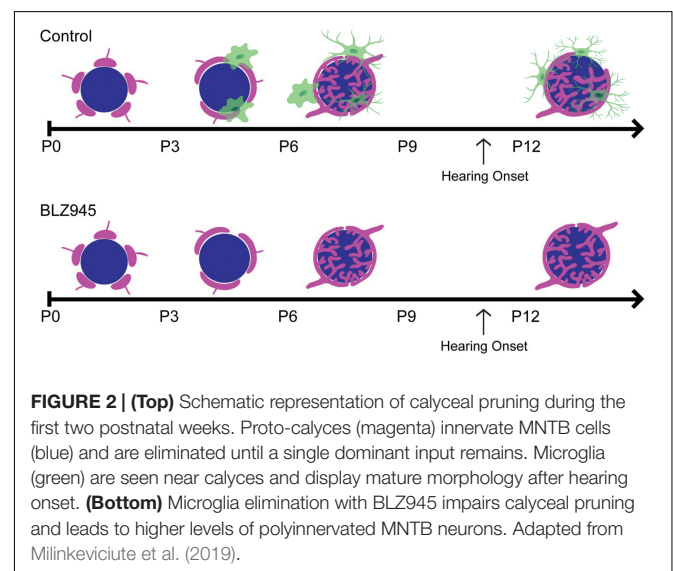 Control
P0 P3 P6 P9 P12
Hearing Onset
BLZ945
P0 P3 P6 P9 P12
Hearing Onset
FIGURE 2 | (Top) Schematic representation of calyceal pruning during the
first two postnatal weeks. Proto-calyces (magenta) innervate MNTB cells
(blue) and are eliminated until a single dominant input remains. Microglia
(green) are seen near calyces and display mature morphology after hearing
onset. (Bottom) Microglia elimination with BLZ945 impairs calyceal pruning
and leads to higher levels of polyinnervated MNTB neurons. Adapted from
Milinkeviciute et al. (2019).